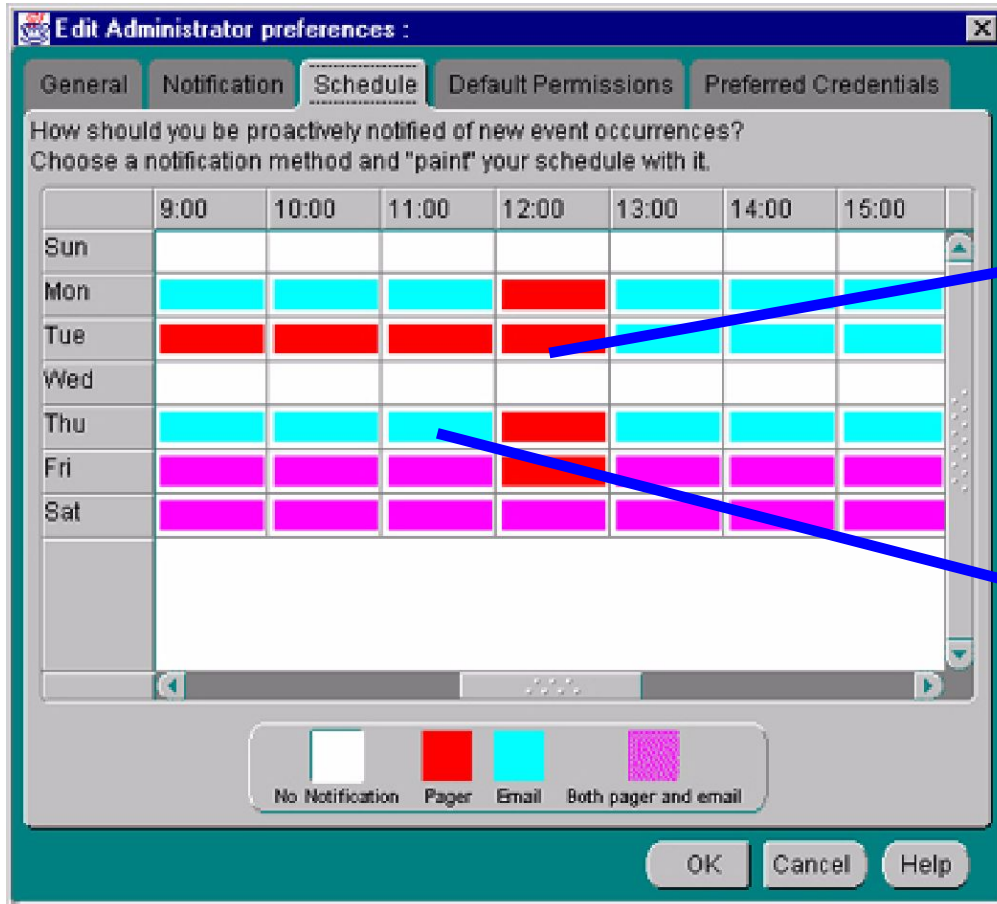 Edit Administrator preferences :
General Notification Schedule Default Permissions Preferred Credentials
How should you be proactively notified of new event occurrences?
Choose a notification method and "paint" your schedule with it.
9:00 10:00 11:00 12:00 13:00 14:00 15:00
Sun
Mon
Tue
Wed
Thu
Fri
Sat
No Notification Pager Email Both pager and email
OK Cancel Help